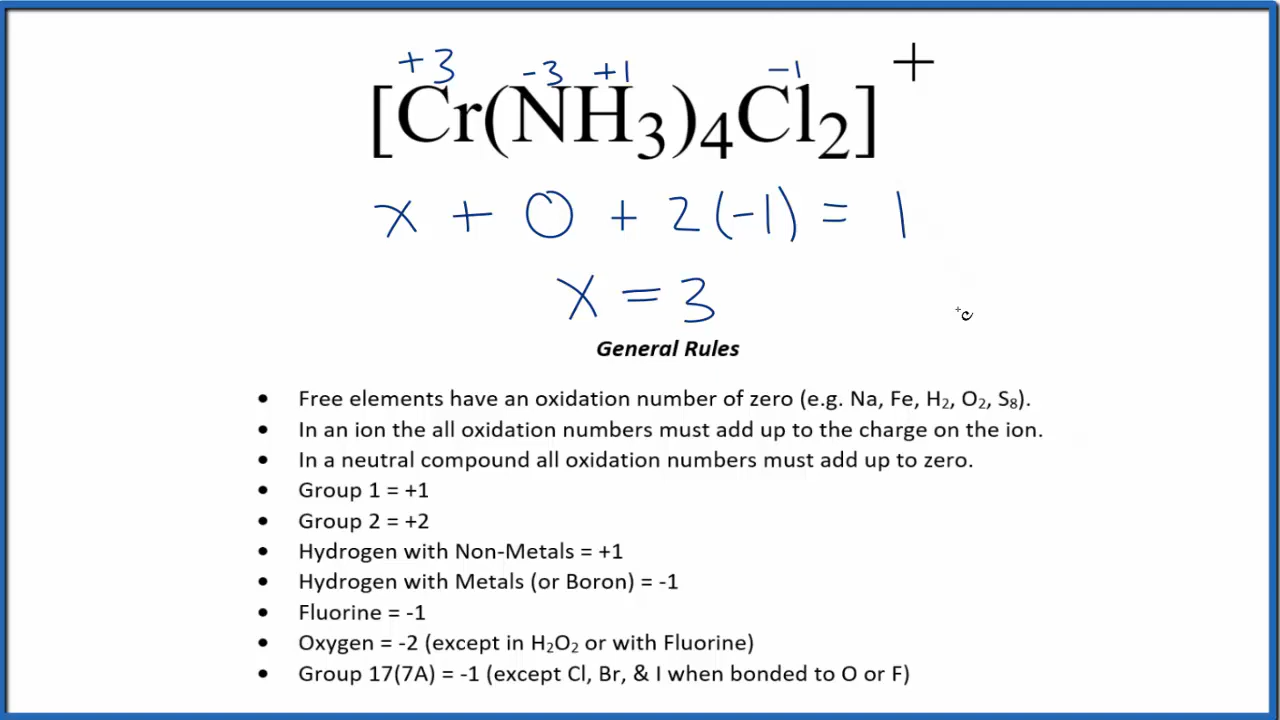 +3 -3 +1 -1
[Cr(NH₃)₄Cl₂]⁺
x + 0 + 2(-1) = 1
x = 3
General Rules
• Free elements have an oxidation number of zero (e.g. Na, Fe, H₂, O₂, S₈).
• In an ion the all oxidation numbers must add up to the charge on the ion.
• In a neutral compound all oxidation numbers must add up to zero.
• Group 1 = +1
• Group 2 = +2
• Hydrogen with Non-Metals = +1
• Hydrogen with Metals (or Boron) = -1
• Fluorine = -1
• Oxygen = -2 (except in H₂O₂ or with Fluorine)
• Group 17(7A) = -1 (except Cl, Br, & I when bonded to O or F)